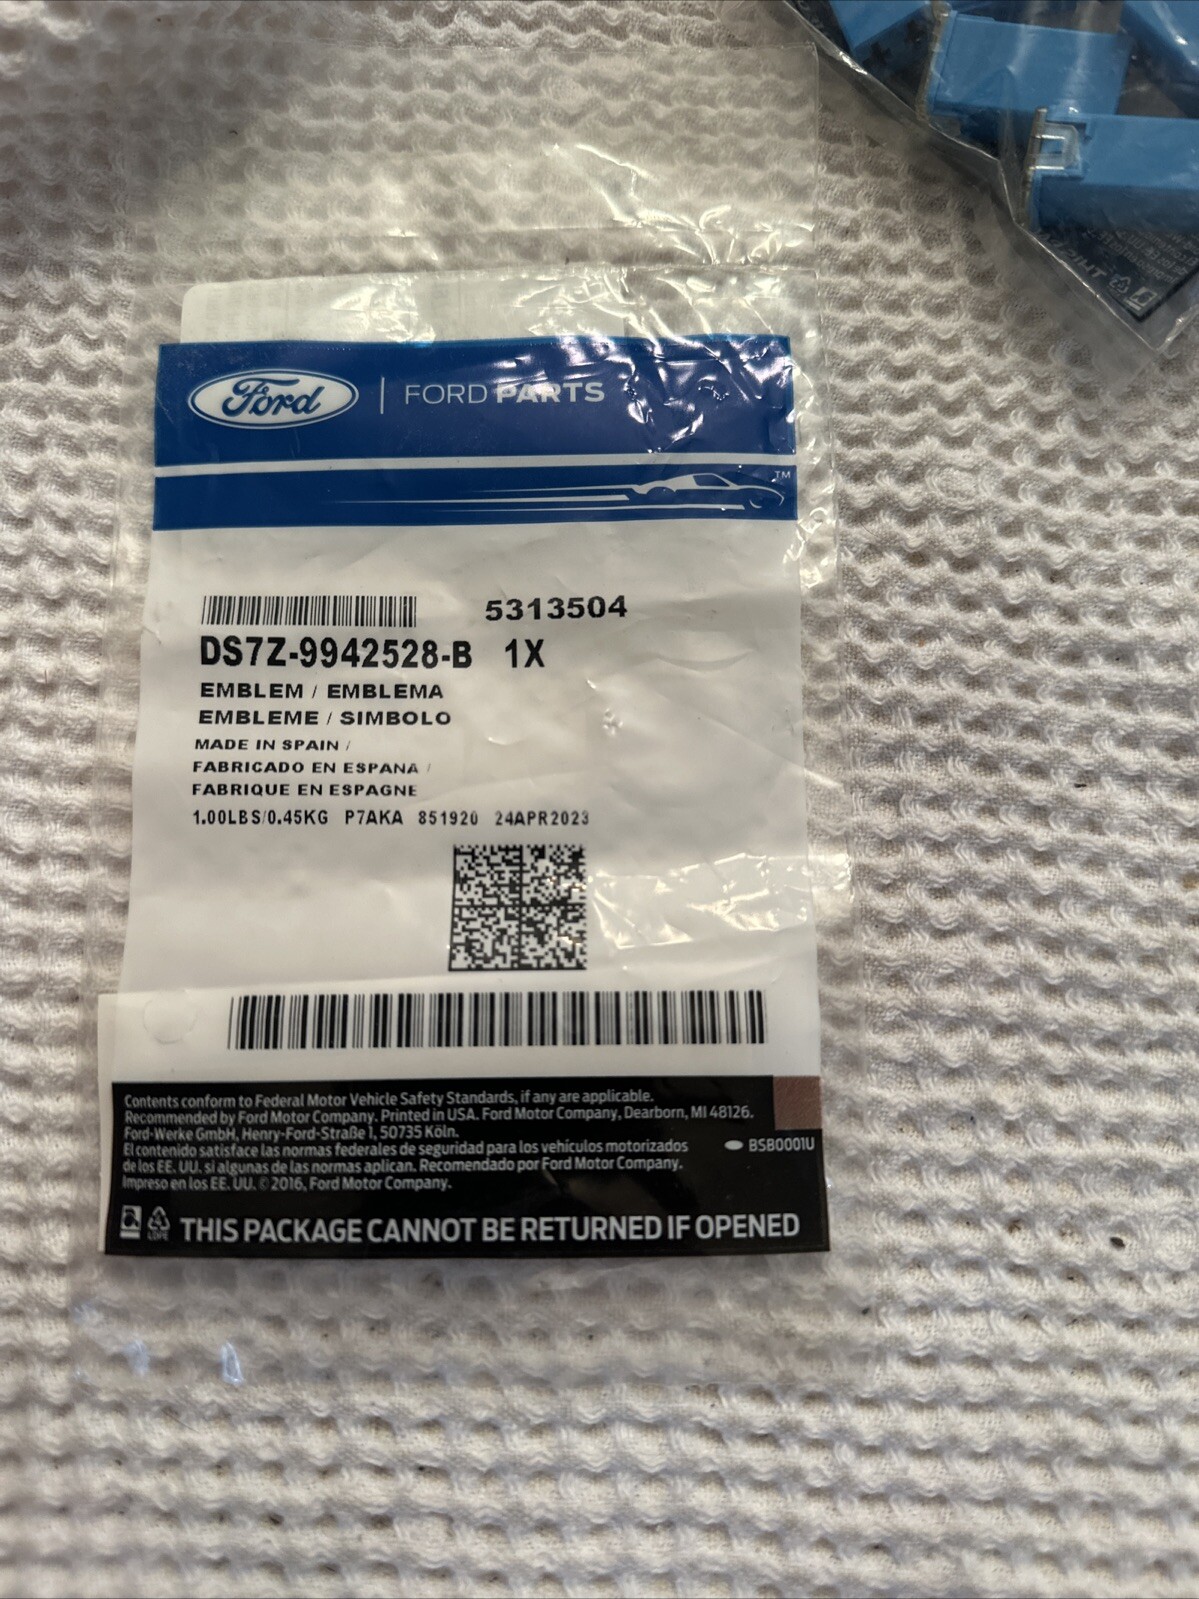 Ford | FORD PARTS
TM
5313504
DS7Z-9942528-B 1X
EMBLEM / EMBLEMA
EMBLEME / SIMBOLO
MADE IN SPAIN /
FABRICADO EN ESPANA /
FABRIQUE EN ESPAGNE
1.00LBS/0.45KG P7AKA 851920 24APR2023
Contents conform to Federal Motor Vehicle Safety Standards, if any are applicable.
Recommended by Ford Motor Company. Printed in USA. Ford Motor Company, Dearborn, MI 48126.
Ford-Werke GmbH, Henry-Ford-Straße 1, 50735 Köln.
El contenido satisface las normas federales de seguridad para los vehículos motorizados
de los EE. UU. si algunas de las normas aplican. Recomendado por Ford Motor Company.
Impreso en los EE. UU. © 2016, Ford Motor Company.
BSB0001U
LDPE
THIS PACKAGE CANNOT BE RETURNED IF OPENED